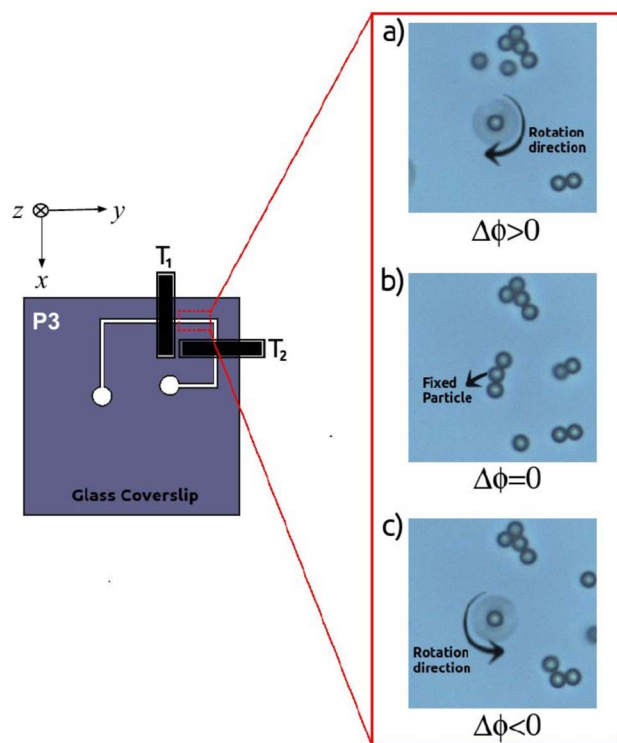 z
y
x
T₁
P3
T₂
Glass Coverslip
a)
Rotation
direction
Δϕ>0
b)
Fixed
Particle
Δϕ=0
c)
Rotation
direction
Δϕ<0